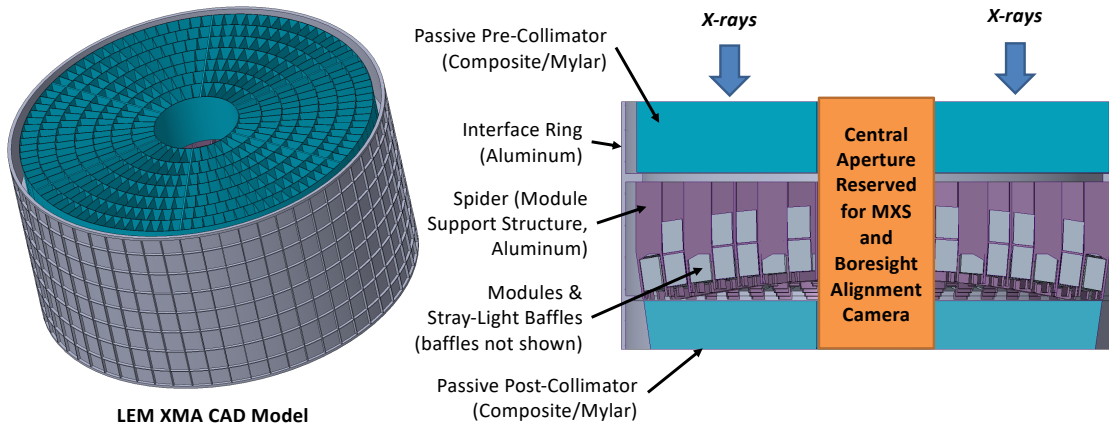 X-rays
X-rays
Passive Pre-Collimator
(Composite/Mylar)
Interface Ring
(Aluminum)
Spider (Module
Support Structure,
Aluminum)
Modules &
Stray-Light Baffles
(baffles not shown)
Passive Post-Collimator
(Composite/Mylar)
Central
Aperture
Reserved
for MXS
and
Boresight
Alignment
Camera
LEM XMA CAD Model